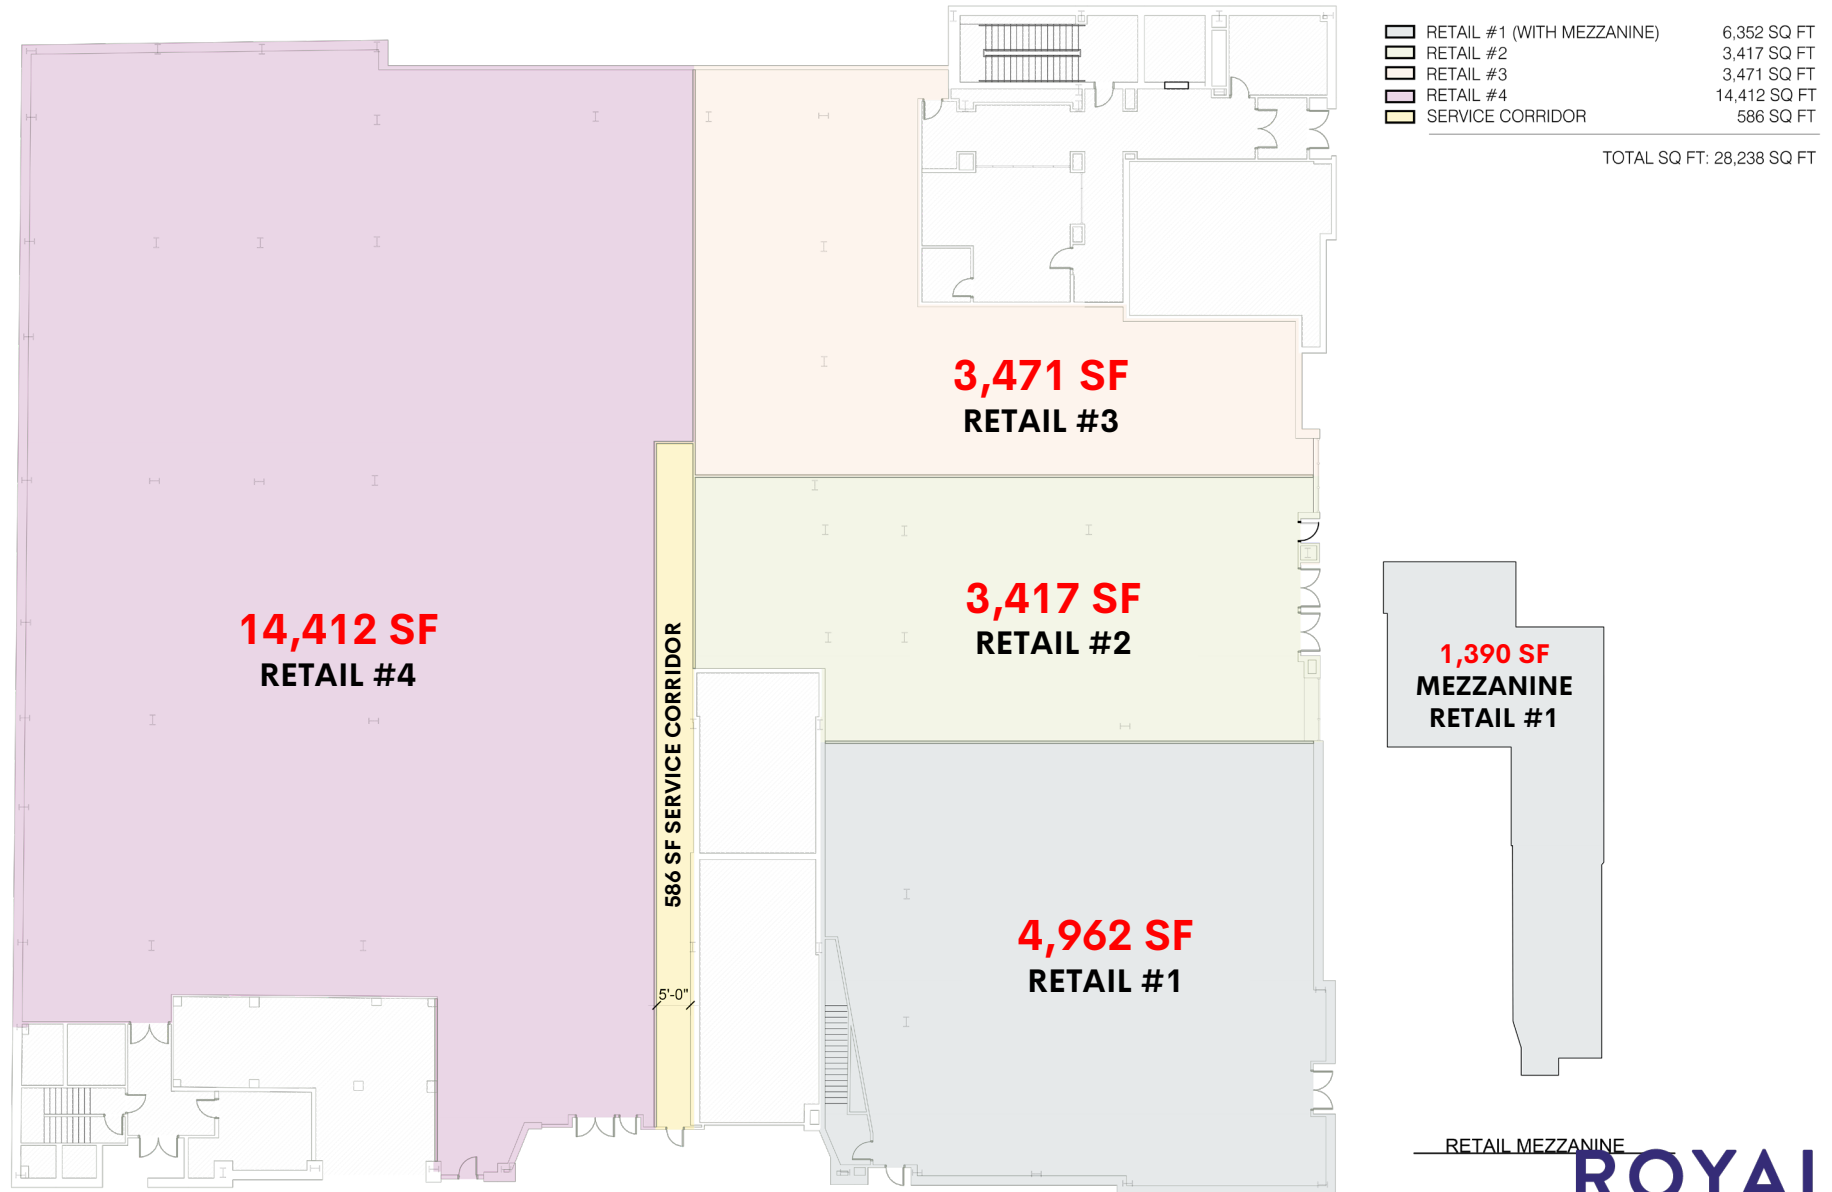 RETAIL #1 (WITH MEZZANINE) 6,352 SQ FT
RETAIL #2 3,417 SQ FT
RETAIL #3 3,471 SQ FT
RETAIL #4 14,412 SQ FT
SERVICE CORRIDOR 586 SQ FT
TOTAL SQ FT: 28,238 SQ FT
3,471 SF
RETAIL #3
3,417 SF
RETAIL #2
14,412 SF
RETAIL #4
586 SF SERVICE CORRIDOR
1,390 SF
MEZZANINE
RETAIL #1
4,962 SF
RETAIL #1
5'-0"
RETAIL MEZZANINE
ROYAL